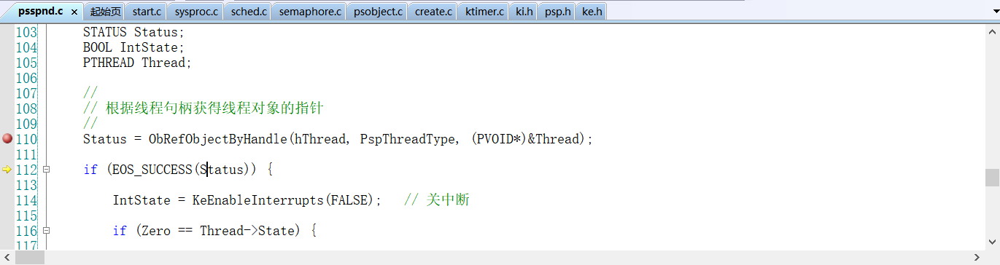 psspnd.c × 起始页 start.c sysproc.c sched.c semaphore.c psobject.c create.c ktimer.c ki.h psp.h ke.h
103 STATUS Status;
104 BOOL IntState;
105 PTHREAD Thread;
106
107 //
108 // 根据线程句柄获得线程对象的指针
109 //
110 Status = ObRefObjectByHandle(hThread, PspThreadType, (PVOID*)&Thread);
111
112 if (EOS_SUCCESS(Status)) {
113
114 IntState = KeEnableInterrupts(FALSE); // 关中断
115
116 if (Zero == Thread->State) {
117